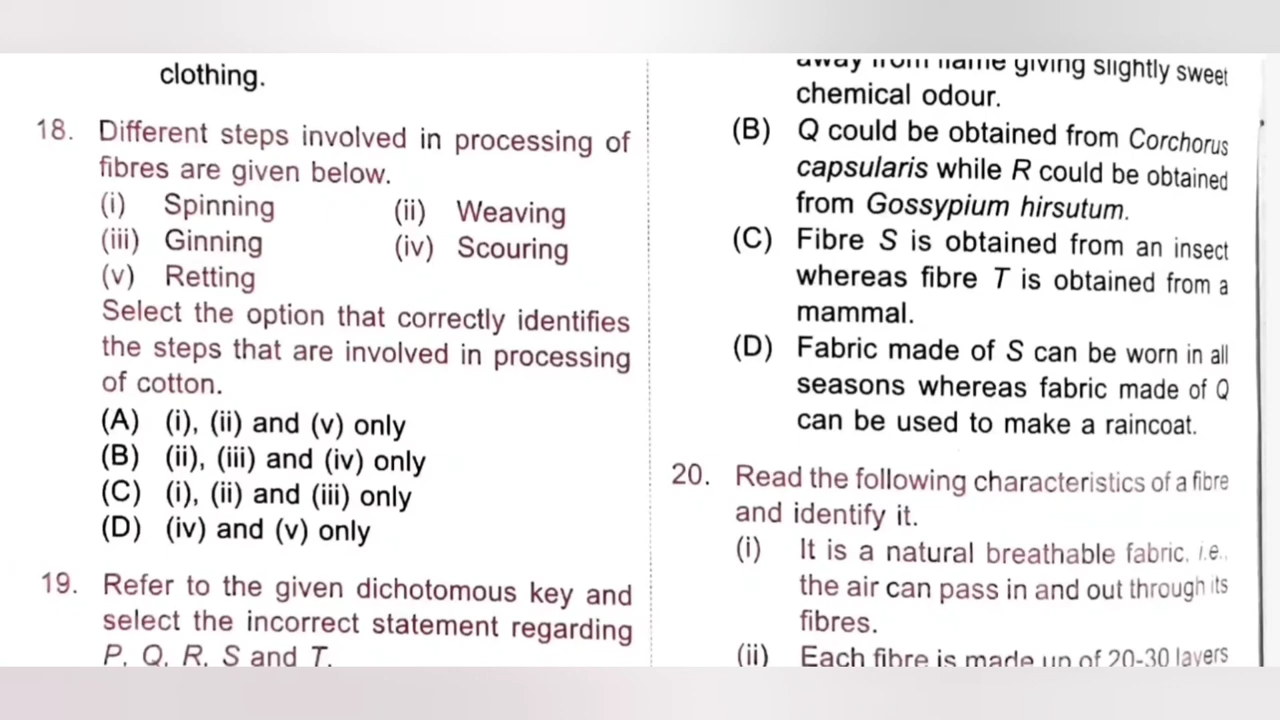 clothing.
18. Different steps involved in processing of
fibres are given below.
(i) Spinning (ii) Weaving
(iii) Ginning (iv) Scouring
(v) Retting
Select the option that correctly identifies
the steps that are involved in processing
of cotton.
(A) (i), (ii) and (v) only
(B) (ii), (iii) and (iv) only
(C) (i), (ii) and (iii) only
(D) (iv) and (v) only
19. Refer to the given dichotomous key and
select the incorrect statement regarding
P, Q, R, S and T.
away from flame giving slightly sweet
chemical odour.
(B) Q could be obtained from Corchorus
capsularis while R could be obtained
from Gossypium hirsutum.
(C) Fibre S is obtained from an insect
whereas fibre T is obtained from a
mammal.
(D) Fabric made of S can be worn in all
seasons whereas fabric made of Q
can be used to make a raincoat.
20. Read the following characteristics of a fibre
and identify it.
(i) It is a natural breathable fabric, i.e.,
the air can pass in and out through its
fibres.
(ii) Each fibre is made up of 20-30 layers